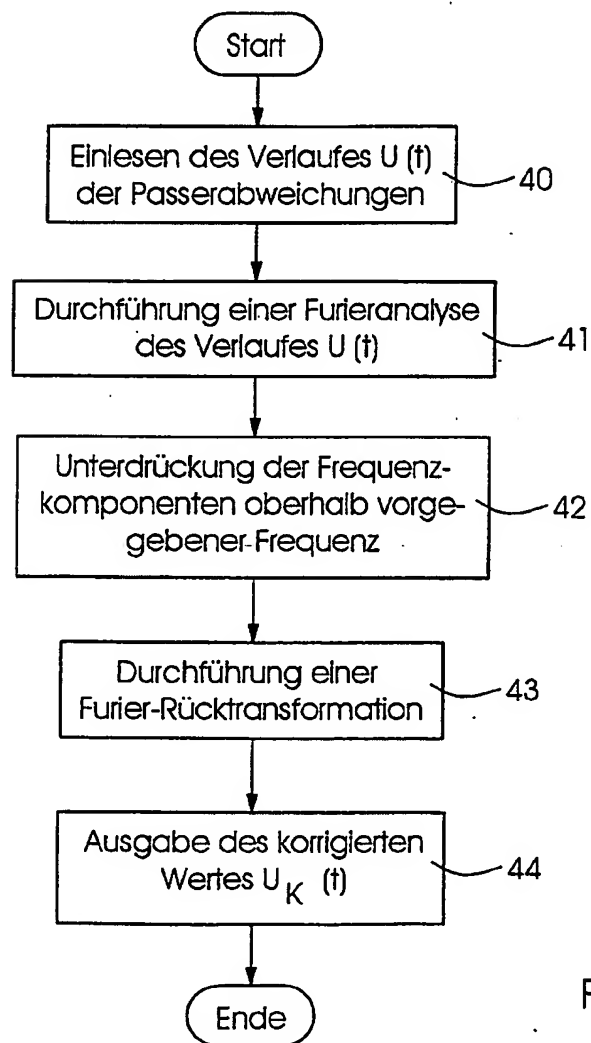 Start
Einlesen des Verlaufes U (t)
der Passerabweichungen
40
Durchführung einer Furieranalyse
des Verlaufes U (t)
41
Unterdrückung der Frequenz-
komponenten oberhalb vorge-
gebener Frequenz
42
Durchführung einer
Furier-Rücktransformation
43
Ausgabe des korrigierten
Wertes U_K (t)
44
Ende